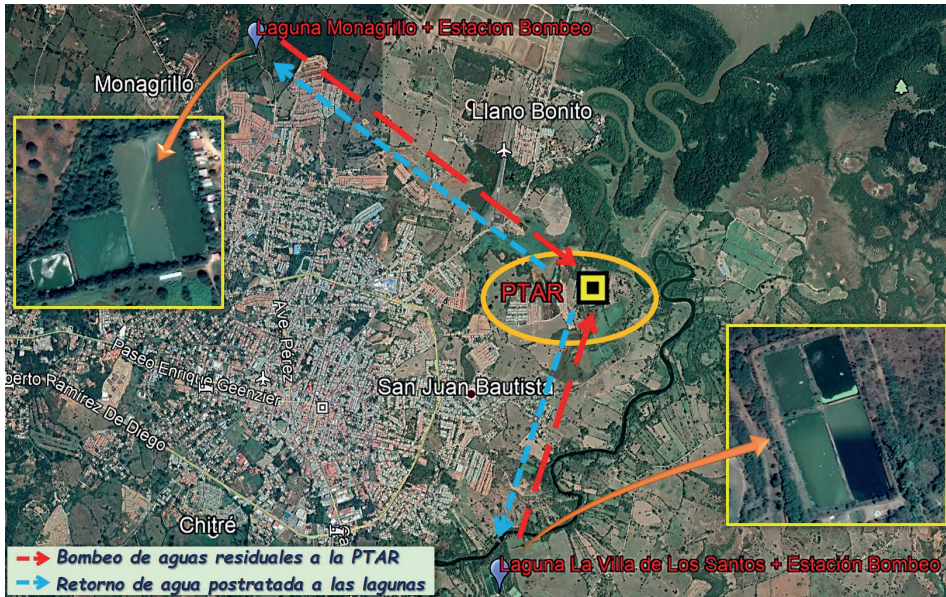 Laguna Monagrillo + Estacion Bombeo
Monagrillo
Llano Bonito
PTAR
Ave Pérez
Paseo Enrique Geenzier
berto Ramírez De Diego
San Juan Bautista
Chitré
Laguna La Villa de Los Santos + Estación Bombeo
Bombeo de aguas residuales a la PTAR
Retorno de agua postratada a las lagunas